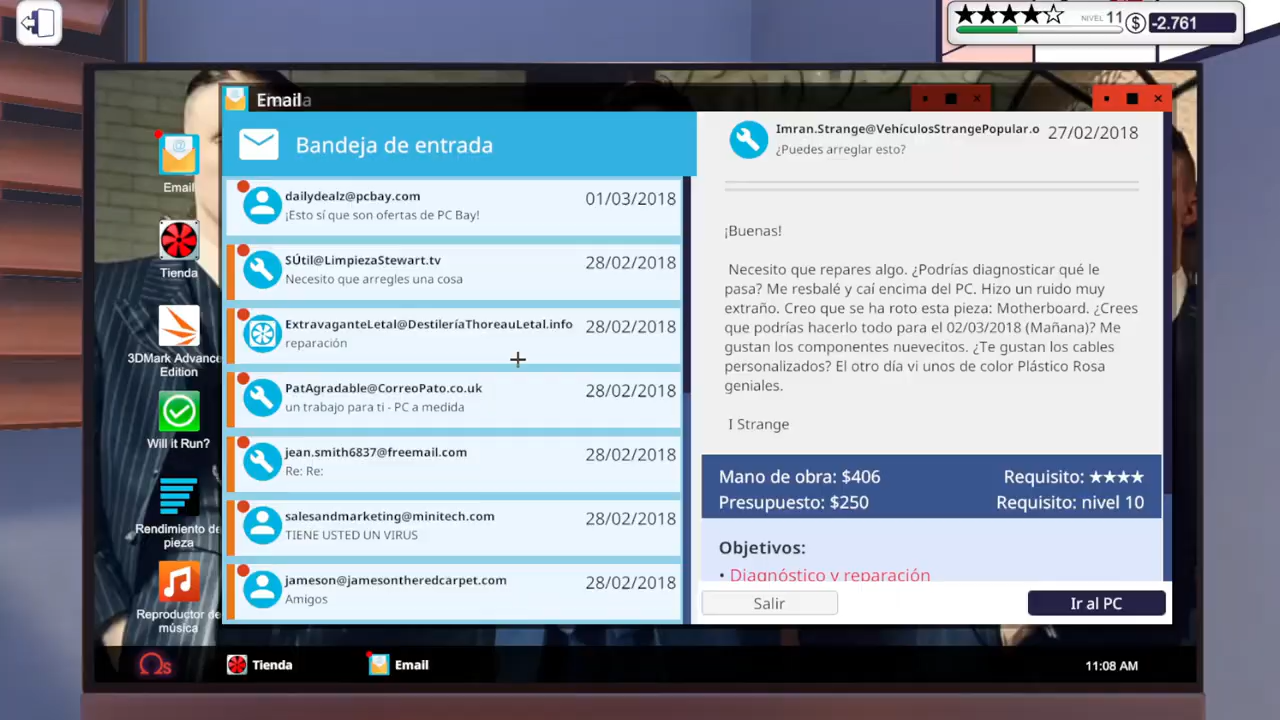 NIVEL 11
$ -2.761
Emaila
Bandeja de entrada
dailydealz@pcbay.com 01/03/2018
¡Esto sí que son ofertas de PC Bay!
SÚtil@LimpiezaStewart.tv 28/02/2018
Necesito que arregles una cosa
ExtravaganteLetal@DestileríaThoreauLetal.info 28/02/2018
reparación
PatAgradable@CorreoPato.co.uk 28/02/2018
un trabajo para ti - PC a medida
jean.smith6837@freemail.com 28/02/2018
Re: Re:
salesandmarketing@minitech.com 28/02/2018
TIENE USTED UN VIRUS
jameson@jamesontheredcarpet.com 28/02/2018
Amigos
Imran.Strange@VehículosStrangePopular.o 27/02/2018
¿Puedes arreglar esto?
¡Buenas!
Necesito que repares algo. ¿Podrías diagnosticar qué le
pasa? Me resbalé y caí encima del PC. Hizo un ruido muy
extraño. Creo que se ha roto esta pieza: Motherboard. ¿Crees
que podrías hacerlo todo para el 02/03/2018 (Mañana)? Me
gustan los componentes nuevecitos. ¿Te gustan los cables
personalizados? El otro día vi unos de color Plástico Rosa
geniales.
I Strange
Mano de obra: $406 Requisito: ★★★★
Presupuesto: $250 Requisito: nivel 10
Objetivos:
• Diagnóstico y reparación
Salir
Ir al PC
Email
Tienda
3DMark Advance
Edition
Will it Run?
Rendimiento de
pieza
Reproductor de
música
Ωs
Tienda
Email
11:08 AM